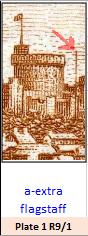 a-extra
flagstaff
Plate 1 R9/1